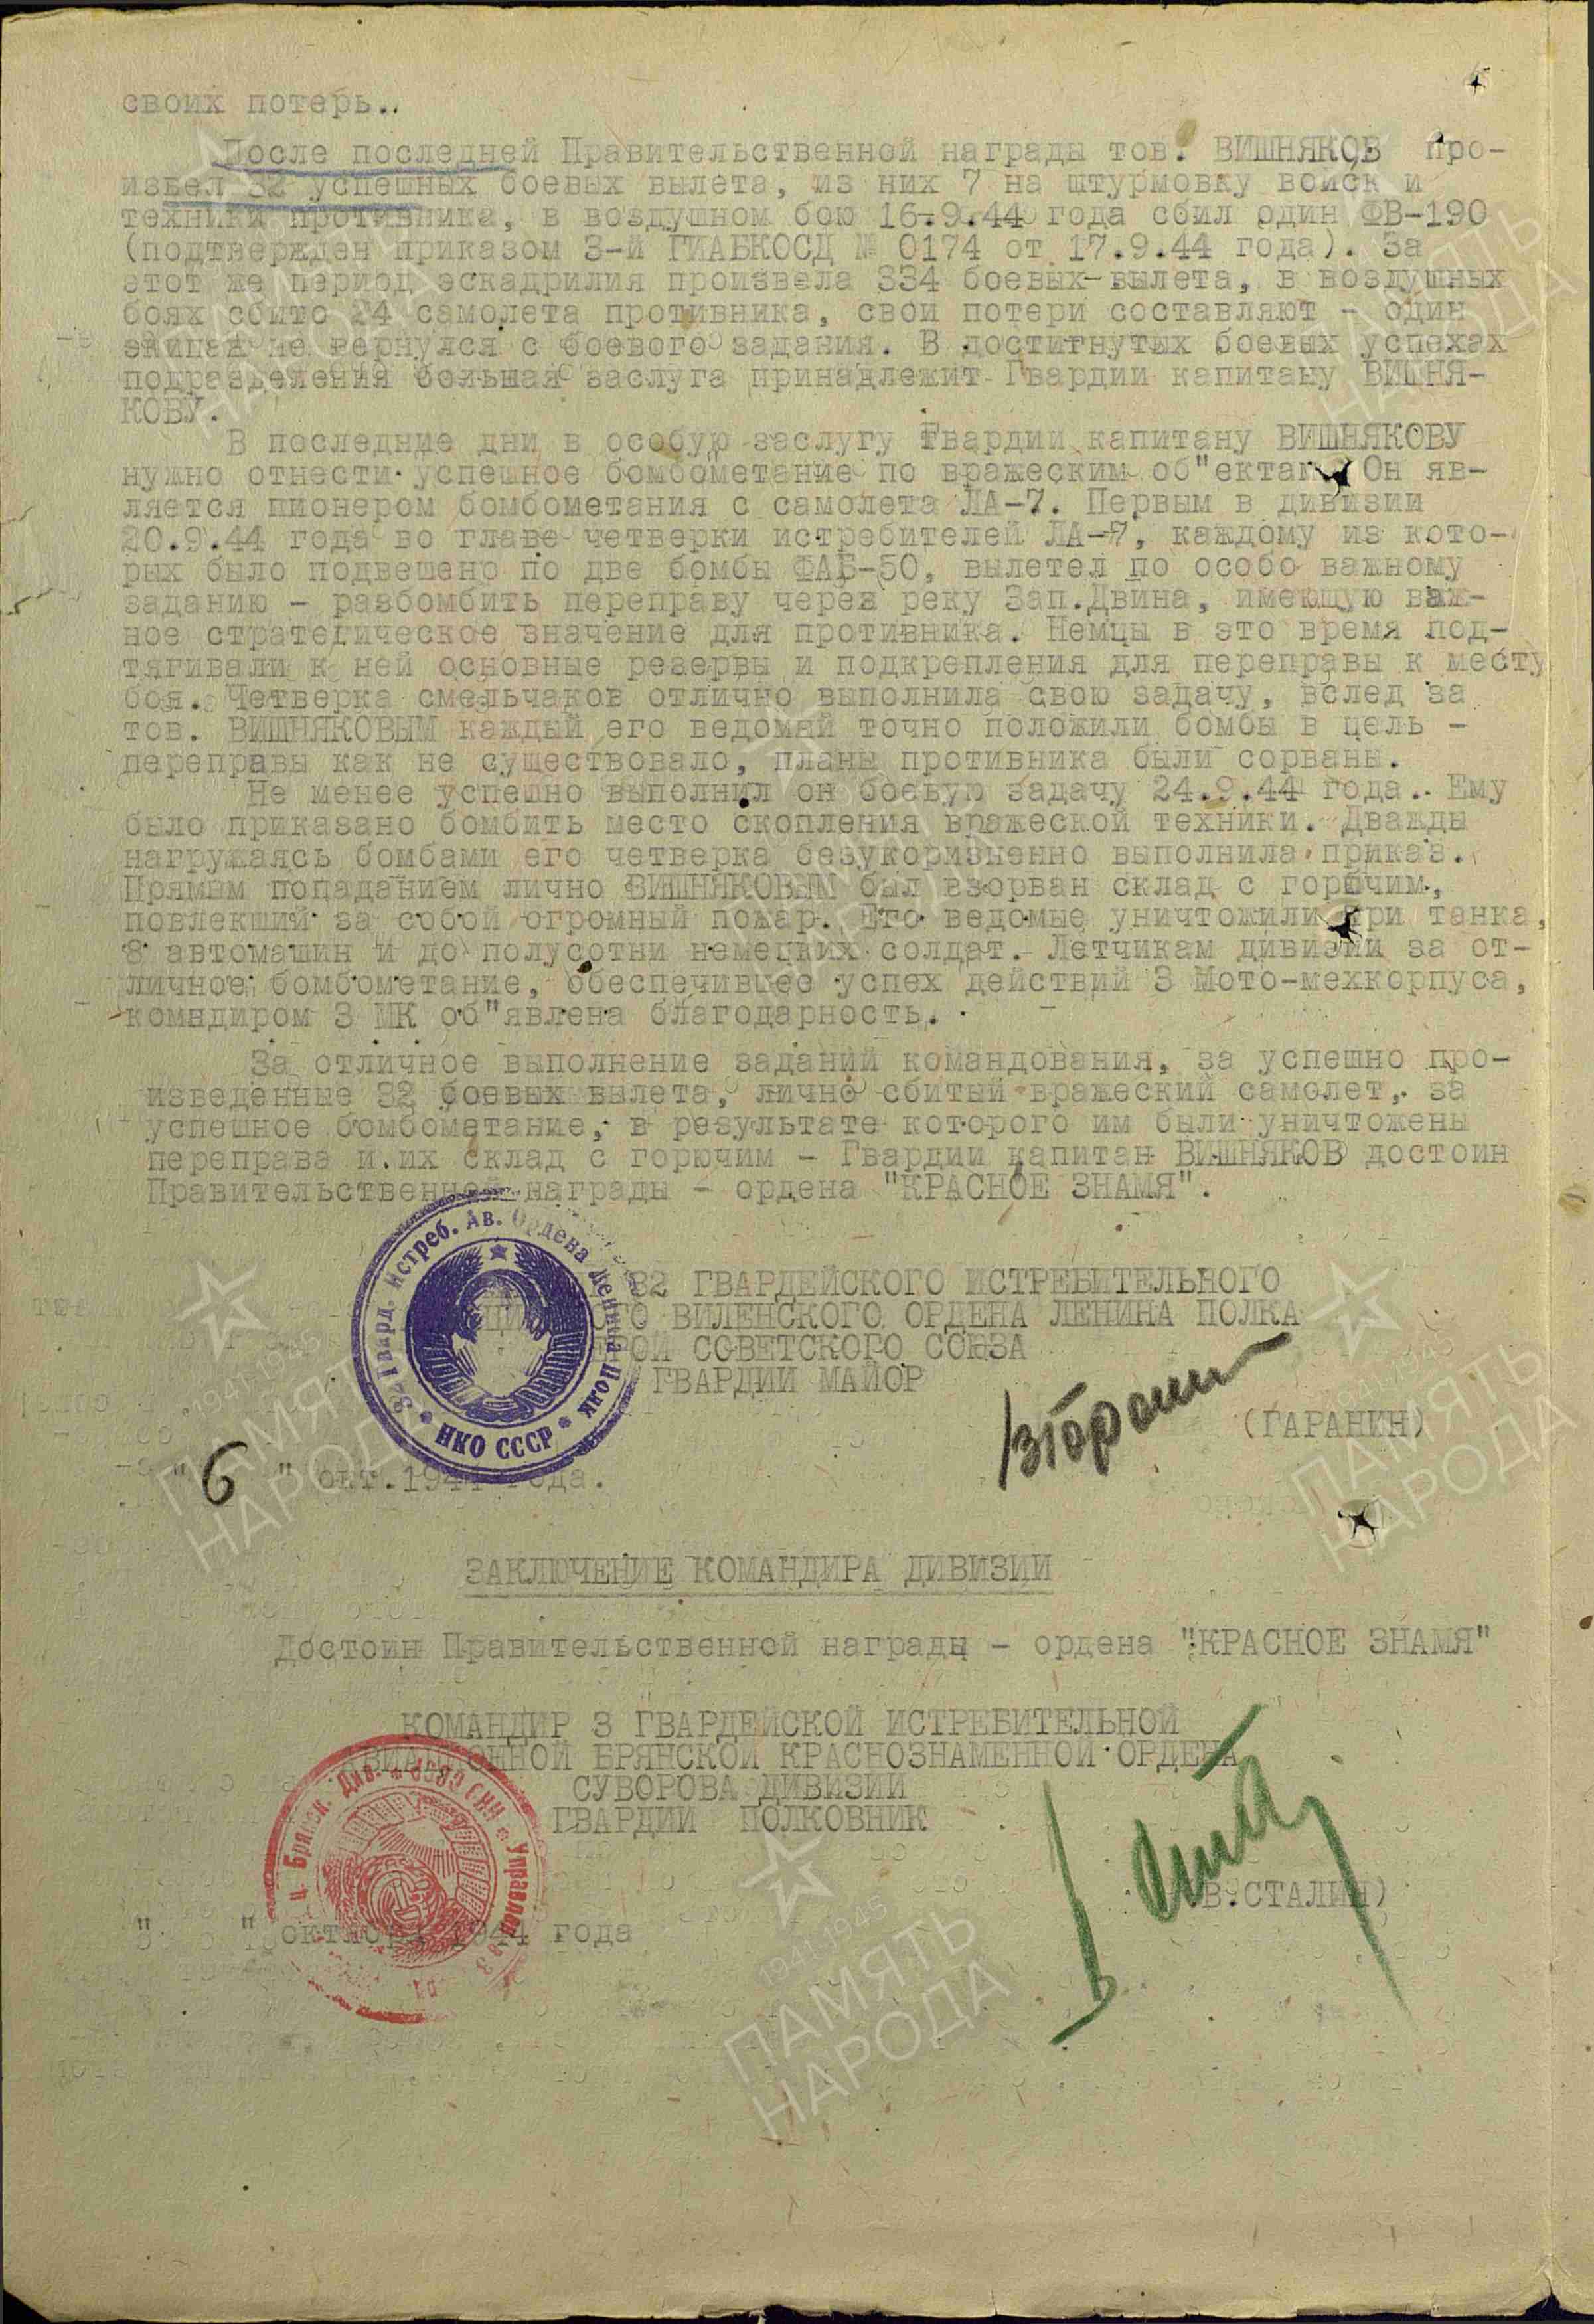 своих потерь..
После последней Правительственной награды тов. ВИШНЯКОВ про-
извел 32 успешных боевых вылета, из них 7 на штурмовку войск и
техники противника, в воздушном бою 16-9.44 года сбил один ФВ-190
(подтвержден приказом 3-й ГИАБКОСД № 0174 от 17.9.44 года). За
этот же период эскадрилия произвела 334 боевых-вылета, в воздушных
боях сбито 24 самолета противника, свои потери составляют - один
экипаж не вернулся с боевого задания. В достигнутых боевых успехах
подразделения большая заслуга принадлежит Гвардии капитану ВИШНЯ-
КОВУ.
В последние дни в особую заслугу Гвардии капитану ВИШНЯКОВУ
нужно отнести успешное бомбометание по вражеским об"ектам. Он яв-
ляется пионером бомбометания с самолета ЛА-7. Первым в дивизии
20.9.44 года во главе четверки истребителей ЛА-7, каждому из кото-
рых было подвешено по две бомбы ФАБ-50, вылетел по особо важному
заданию - разбомбить переправу через реку Зап.Двина, имеющую важ-
ное стратегическое значение для противника. Немцы в это время под-
тягивали к ней основные резервы и подкрепления для переправы к месту
боя. Четверка смельчаков отлично выполнила свою задачу, вслед за
тов. ВИШНЯКОВЫМ каждый его ведомый точно положили бомбы в цель -
переправы как не существовало, планы противника были сорваны.
Не менее успешно выполнил он боевую задачу 24.9.44 года. Ему
было приказано бомбить место скопления вражеской техники. Дважды
нагружаясь бомбами его четверка безукоризненно выполнила приказ.
Прямым попаданием лично ВИШНЯКОВЫМ был взорван склад с горючим,
повлекший за собой огромный пожар. Его ведомые уничтожили три танка,
8 автомашин и до полусотни немецких солдат. Летчикам дивизии за от-
личное бомбометание, обеспечившее успех действий 3 Мото-мехкорпуса,
комндиром 3 МК об"явлена благодарность.
За отличное выполнение заданий командования, за успешно про-
изведенные 32 боевых вылета, лично сбитый вражеский самолет, за
успешное бомбометание, в результате которого им были уничтожены
переправа и их склад с горючим - Гвардии капитан ВИШНЯКОВ достоин
Правительственной награды - ордена "КРАСНОЕ ЗНАМЯ".
32 ГВАРДЕЙСКОГО ИСТРЕБИТЕЛЬНОГО
ВИЛЕНСКОГО ОРДЕНА ЛЕНИНА ПОЛКА
СОВЕТСКОГО СОЮЗА
ГВАРДИИ МАЙОР
(ГАРАНИН)
32 Гвард. Истреб. Ав. Ордена Ленина Полк * НКО СССР *
"6" окт.1944 года.
ЗАКЛЮЧЕНИЕ КОМАНДИРА ДИВИЗИИ
Достоин Правительственной награды - ордена "КРАСНОЕ ЗНАМЯ"
КОМАНДИР 3 ГВАРДЕЙСКОЙ ИСТРЕБИТЕЛЬНОЙ
АВИАЦИОННОЙ БРЯНСКОЙ КРАСНОЗНАМЕННОЙ ОРДЕНА
СУВОРОВА ДИВИЗИИ
ГВАРДИИ ПОЛКОВНИК
(В.СТАЛИН)
" " октября 1944 года
Брянск. Див. * НКО СССР *
ПАМЯТЬ
НАРОДА
1941-1945